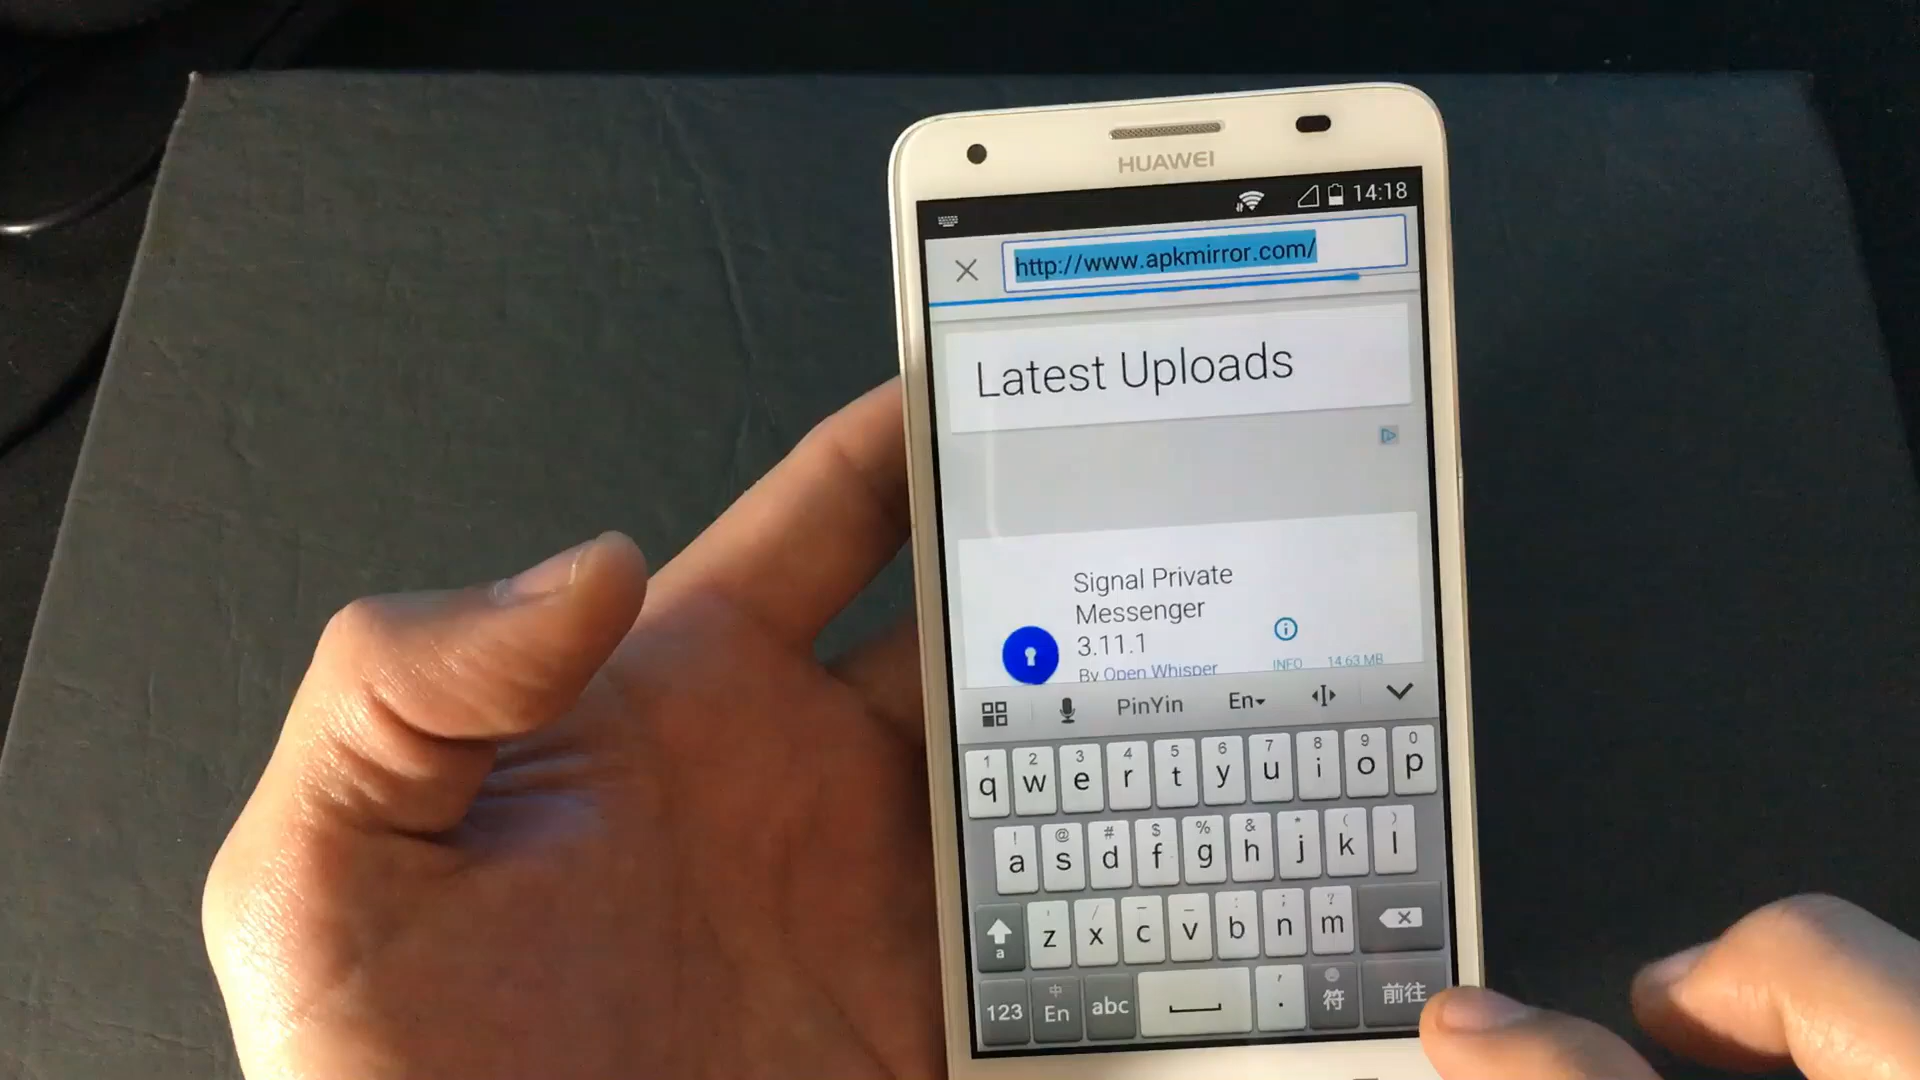 HUAWEI
14:18
http://www.apkmirror.com/
Latest Uploads
Signal Private
Messenger
3.11.1
By Open Whisper
INFO 14.63 MB
PinYin En
1 2 3 4 5 6 7 8 9 0
q w e r t y u i o p
! @ # $ % & * ( )
a s d f g h j k l
' / – _ : ; ?
z x c v b n m
a
中 ,
123 En abc . 符 前往